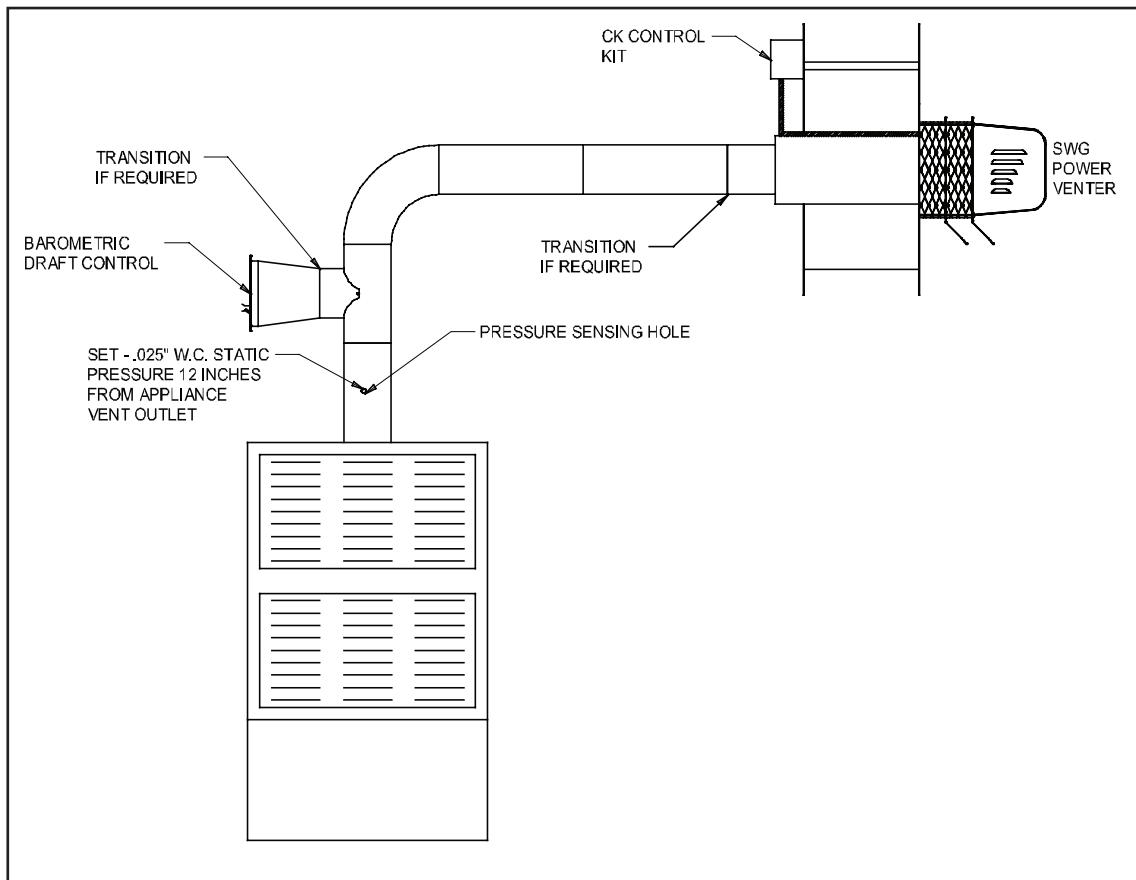 CK CONTROL
KIT
SWG
POWER
VENTER
TRANSITION
IF REQUIRED
BAROMETRIC
DRAFT CONTROL
TRANSITION
IF REQUIRED
PRESSURE SENSING HOLE
SET -.025" W.C. STATIC
PRESSURE 12 INCHES
FROM APPLIANCE
VENT OUTLET